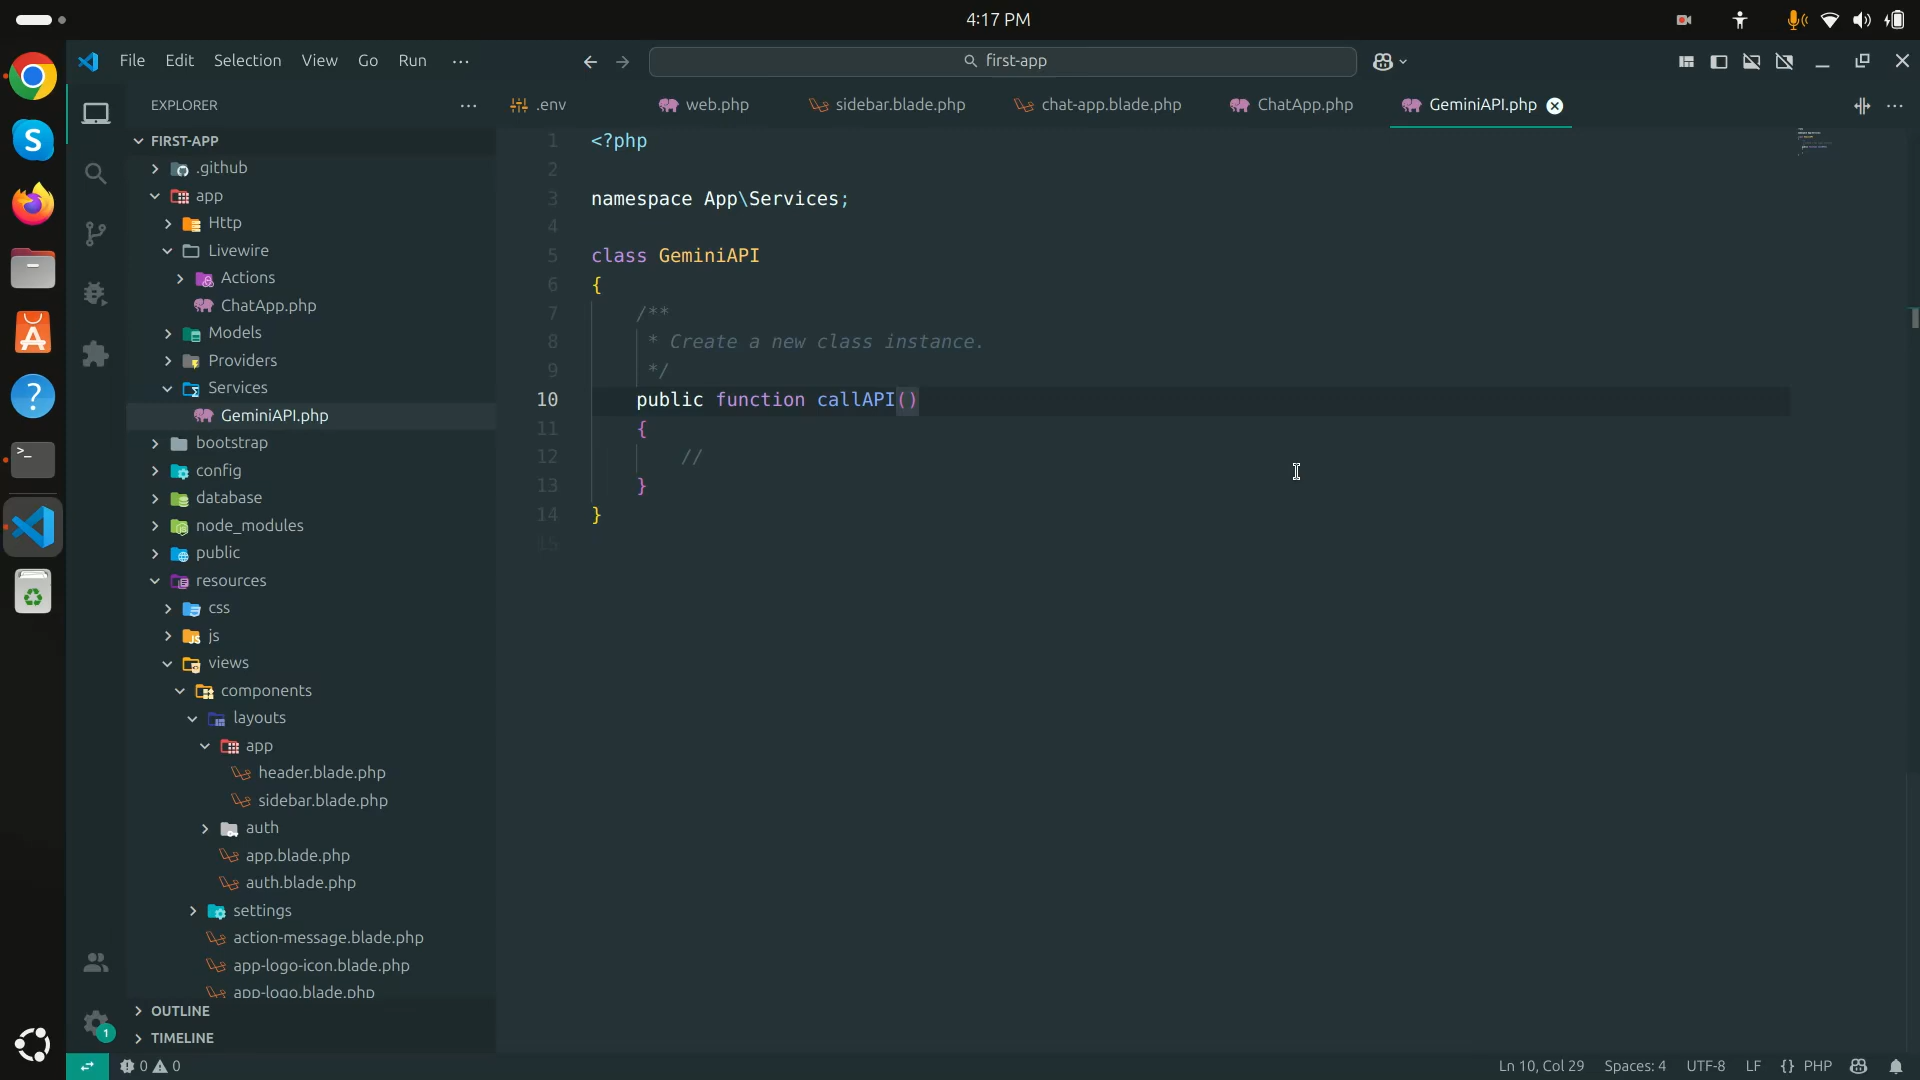 4:17 PM
File Edit Selection View Go Run ...
first-app
EXPLORER ...
.env web.php sidebar.blade.php chat-app.blade.php ChatApp.php GeminiAPI.php
FIRST-APP
.github
app
Http
Livewire
Actions
ChatApp.php
Models
Providers
Services
GeminiAPI.php
bootstrap
config
database
node_modules
public
resources
css
js
views
components
layouts
app
header.blade.php
sidebar.blade.php
auth
app.blade.php
auth.blade.php
settings
action-message.blade.php
app-logo-icon.blade.php
app-logo.blade.php
OUTLINE
TIMELINE
1 <?php
2
3 namespace App\Services;
4
5 class GeminiAPI
6 {
7 /**
8 * Create a new class instance.
9 */
10 public function callAPI()
11 {
12 //
13 }
14 }
15
1
0 0
Ln 10, Col 29 Spaces: 4 UTF-8 LF {} PHP